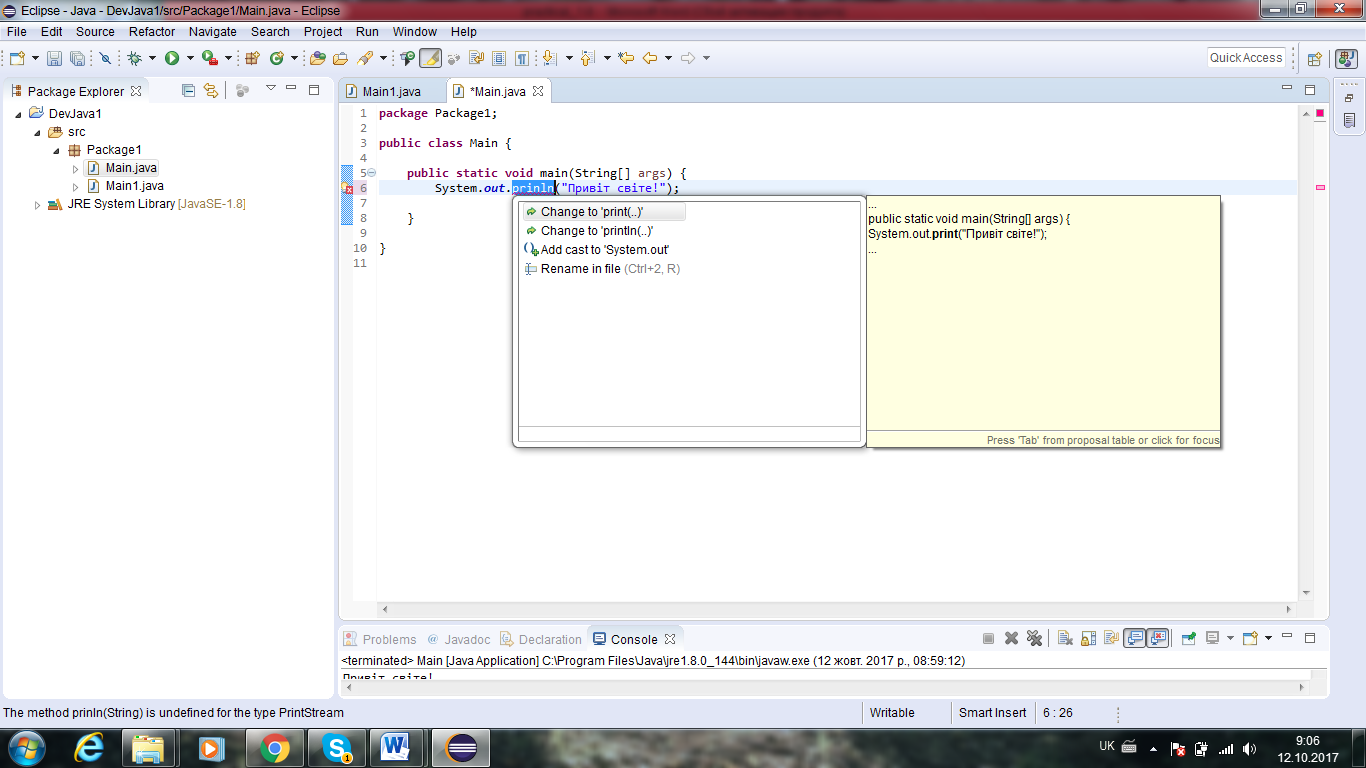 Eclipse - Java - DevJava1/src/Package1/Main.java - Eclipse
File Edit Source Refactor Navigate Search Project Run Window Help
Quick Access
Package Explorer
DevJava1
src
Package1
Main.java
Main1.java
JRE System Library [JavaSE-1.8]
Main1.java *Main.java
1 package Package1;
2
3 public class Main {
4
5 public static void main(String[] args) {
6 System.out.prinln("Привіт світе!");
7
8 }
9
10 }
11
Change to 'print(..)'
Change to 'println(..)'
Add cast to 'System.out'
Rename in file (Ctrl+2, R)
...
public static void main(String[] args) {
System.out.print("Привіт світе!");
...
Press 'Tab' from proposal table or click for focus
Problems @ Javadoc Declaration Console
<terminated> Main [Java Application] C:\Program Files\Java\jre1.8.0_144\bin\javaw.exe (12 жовт. 2017 р., 08:59:12)
Привіт світе!
The method prinln(String) is undefined for the type PrintStream
Writable Smart Insert 6 : 26
UK
9:06
12.10.2017